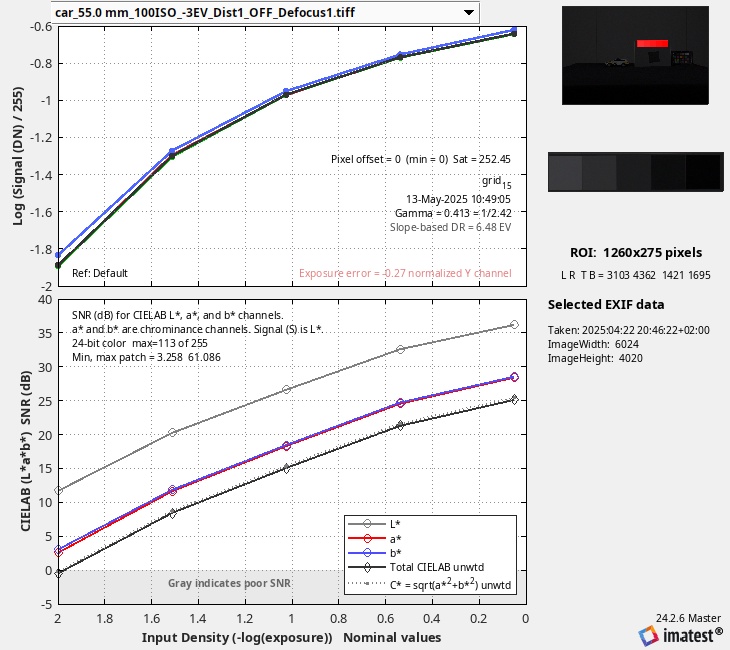 car_55.0 mm_100ISO_-3EV_Dist1_OFF_Defocus1.tiff
Log (Signal (DN) / 255)
-0.6
-0.8
-1
-1.2
-1.4
-1.6
-1.8
-2
Pixel offset = 0 (min = 0) Sat = 252.45
grid15
13-May-2025 10:49:05
Gamma = 0.413 = 1/2.42
Slope-based DR = 6.48 EV
Ref: Default
Exposure error = -0.27 normalized Y channel
CIELAB (L*a*b*) SNR (dB)
40
35
30
25
20
15
10
5
0
-5
SNR (dB) for CIELAB L*, a*, and b* channels.
a* and b* are chrominance channels. Signal (S) is L*.
24-bit color max=113 of 255
Min, max patch = 3.258 61.086
L*
a*
b*
Total CIELAB unwtd
C* = sqrt(a*2+b*2) unwtd
Gray indicates poor SNR
2 1.8 1.6 1.4 1.2 1 0.8 0.6 0.4 0.2 0
Input Density (-log(exposure)) Nominal values
ROI: 1260x275 pixels
L R T B = 3103 4362 1421 1695
Selected EXIF data
Taken: 2025:04:22 20:46:22+02:00
ImageWidth: 6024
ImageHeight: 4020
24.2.6 Master
imatest®